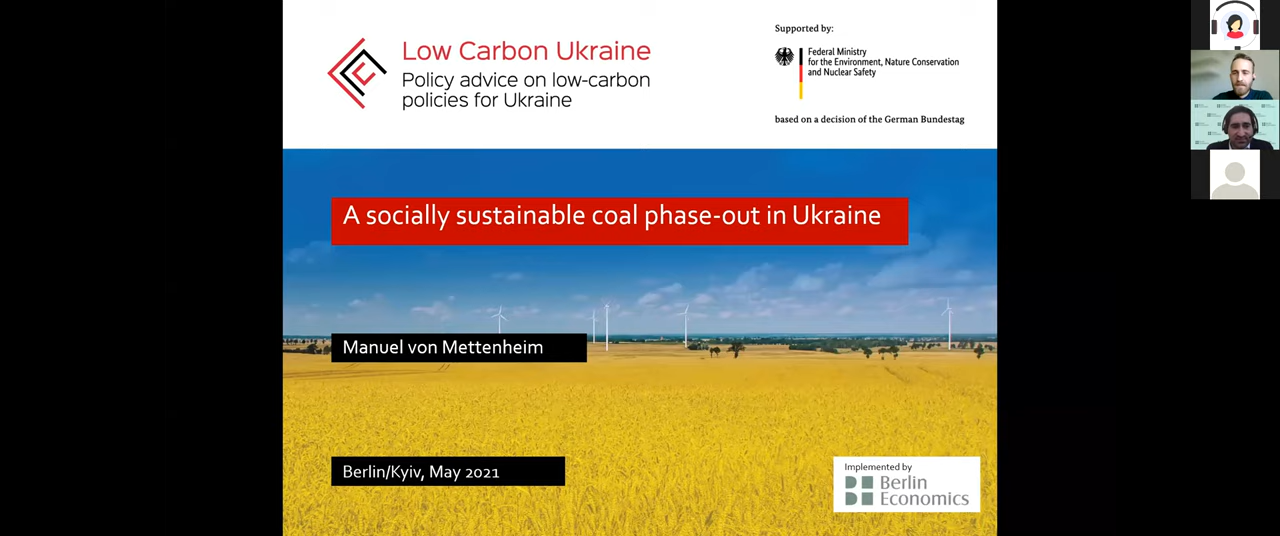 Low Carbon Ukraine
Policy advice on low-carbon
policies for Ukraine
Supported by:
Federal Ministry
for the Environment, Nature Conservation
and Nuclear Safety
based on a decision of the German Bundestag
A socially sustainable coal phase-out in Ukraine
Manuel von Mettenheim
Berlin/Kyiv, May 2021
Implemented by
Berlin
Economics